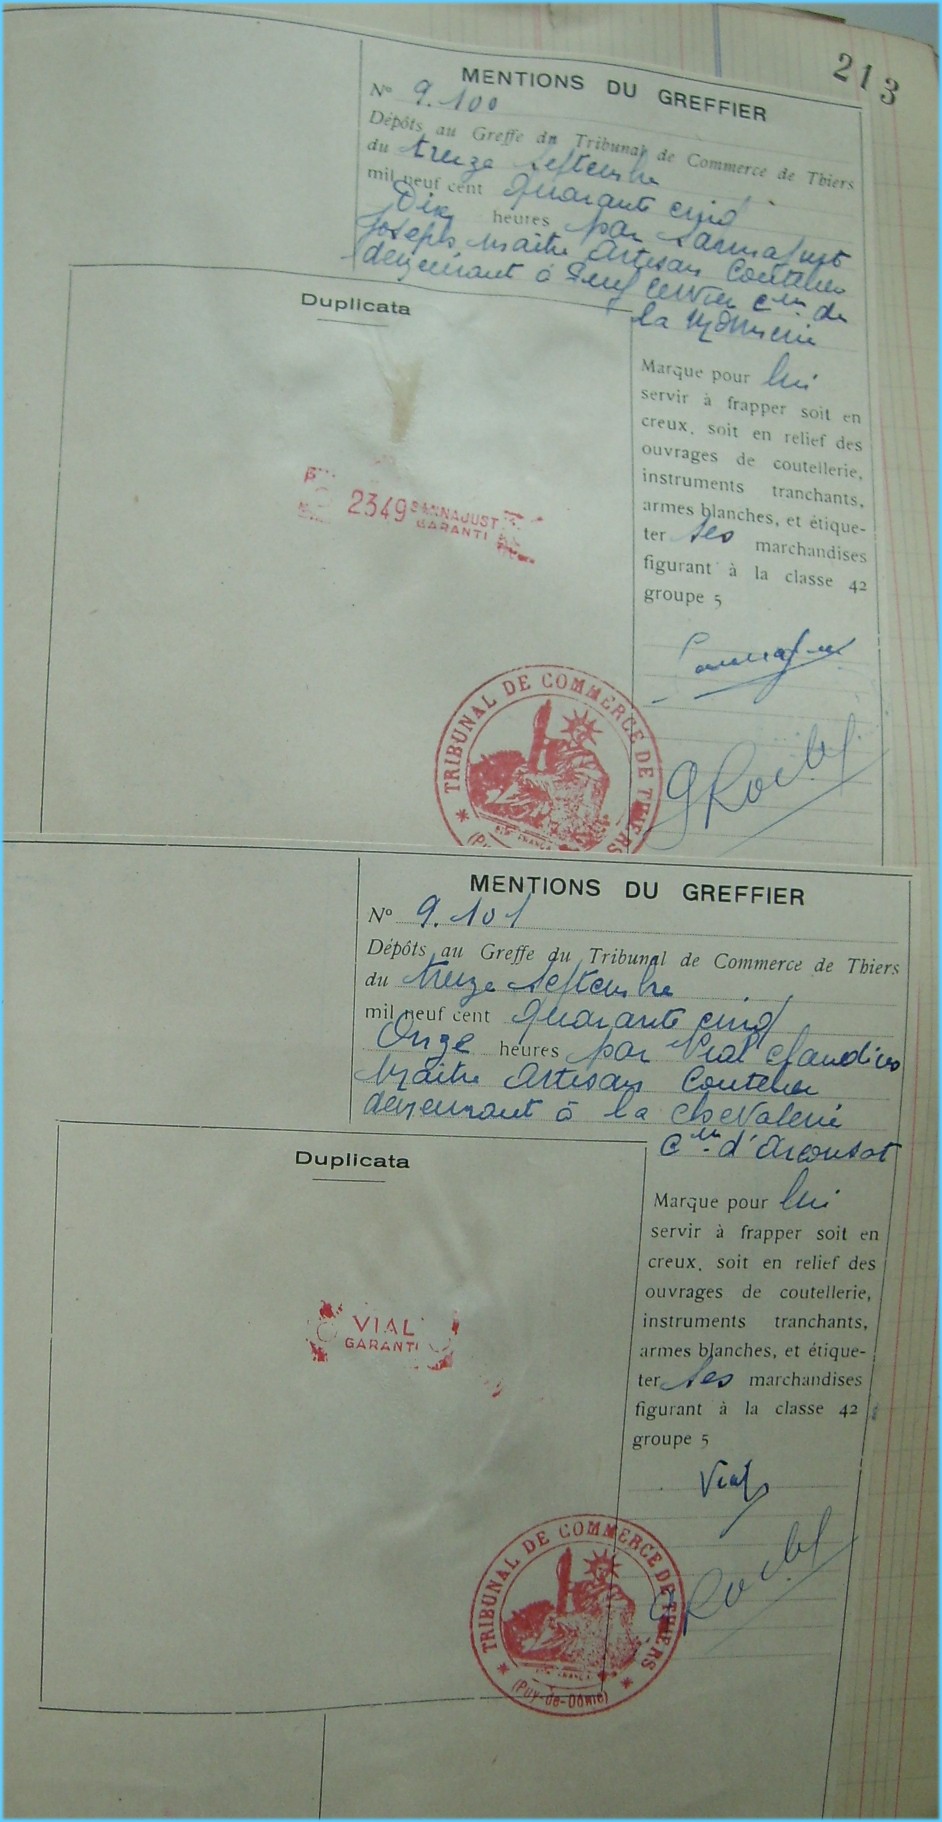 213
MENTIONS DU GREFFIER
N° 9.100
Dépôts au Greffe du Tribunal de Commerce de Thiers
du treize Septembre
mil neuf cent quarante cinq
Dix heures par Sannajust
Joseph Maître Artisan Coutelier
demeurant à Cervier cne de
la Monnerie
Duplicata
Marque pour lui
servir à frapper soit en
creux, soit en relief des
ouvrages de coutellerie,
instruments tranchants,
armes blanches, et étique-
ter ses marchandises
figurant à la classe 42
groupe 5
2349 SANNAJUST
GARANTI
Sannajust
TRIBUNAL DE COMMERCE DE THIERS
MENTIONS DU GREFFIER
N° 9.101
Dépôts au Greffe du Tribunal de Commerce de Thiers
du treize Septembre
mil neuf cent quarante cinq
Onze heures par Vial Claudius
Maître Artisan Coutelier
demeurant à la Chevalerie
cne d'Arconsat
Duplicata
Marque pour lui
servir à frapper soit en
creux, soit en relief des
ouvrages de coutellerie,
instruments tranchants,
armes blanches, et étique-
ter ses marchandises
figurant à la classe 42
groupe 5
VIAL
GARANTI
Vial
TRIBUNAL DE COMMERCE DE THIERS
(Puy-de-Dôme)